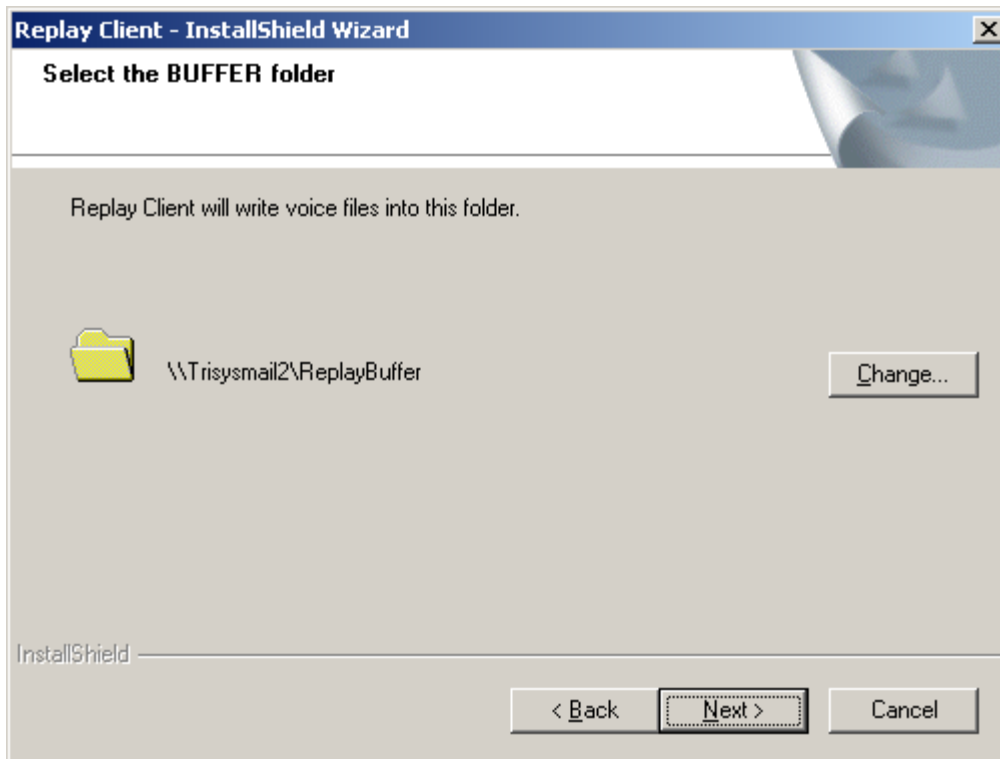 Replay Client - InstallShield Wizard
Select the BUFFER folder
Replay Client will write voice files into this folder.
\\Trisysmail2\ReplayBuffer
Change...
InstallShield
< Back
Next >
Cancel